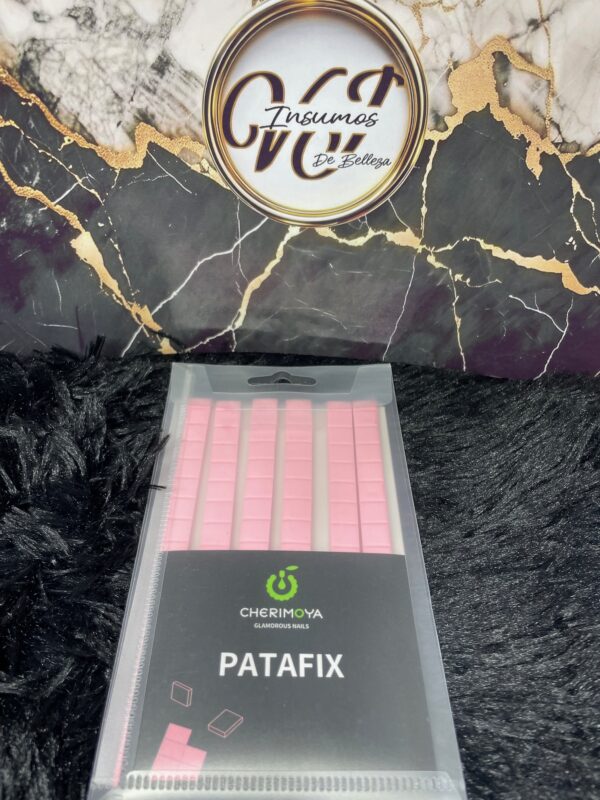 Insumos
De Belleza
CHERIMOYA
GLAMOROUS NAILS
PATAFIX